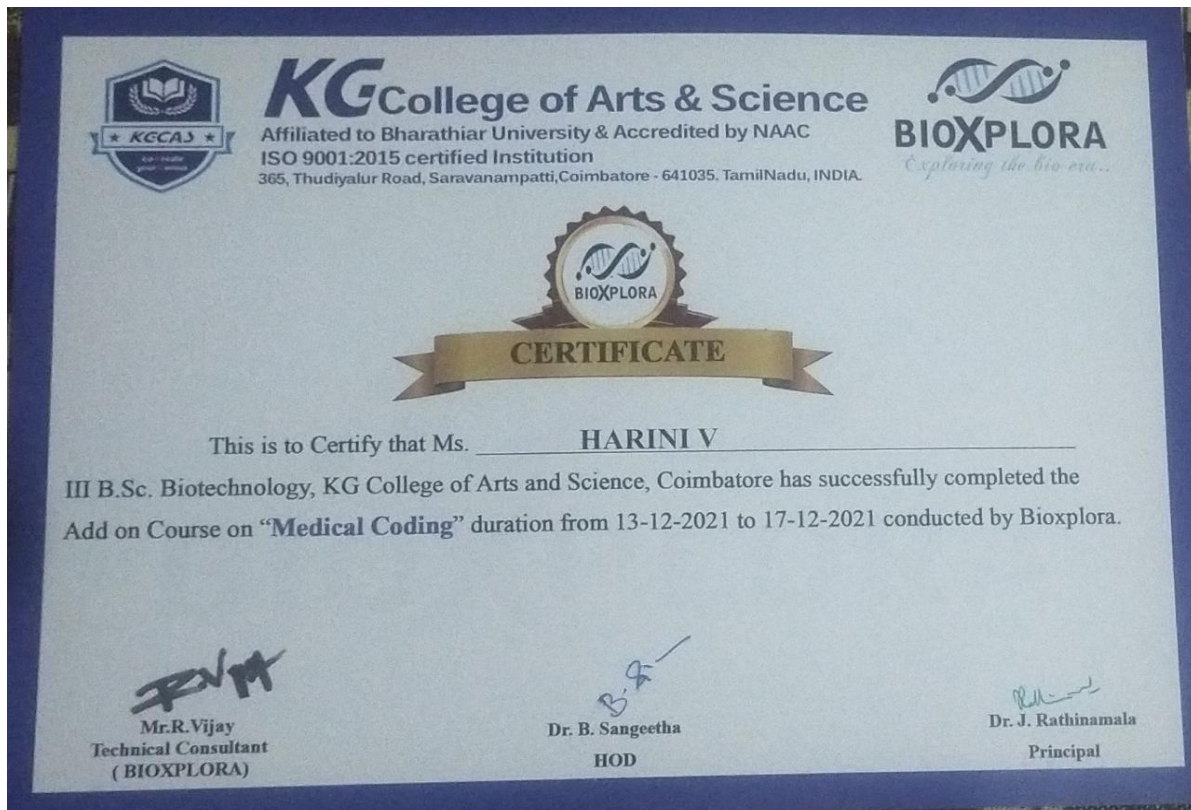 KG College of Arts & Science
Affiliated to Bharathiar University & Accredited by NAAC
ISO 9001:2015 certified Institution
365, Thudiyalur Road, Saravanampatti,Coimbatore - 641035. TamilNadu, INDIA.
★ KGCAS ★
BIOXPLORA
Exploring the bio era..
BIOXPLORA
CERTIFICATE
This is to Certify that Ms. HARINI V
III B.Sc. Biotechnology, KG College of Arts and Science, Coimbatore has successfully completed the
Add on Course on “Medical Coding” duration from 13-12-2021 to 17-12-2021 conducted by Bioxplora.
Mr.R.Vijay
Technical Consultant
( BIOXPLORA)
Dr. B. Sangeetha
HOD
Dr. J. Rathinamala
Principal